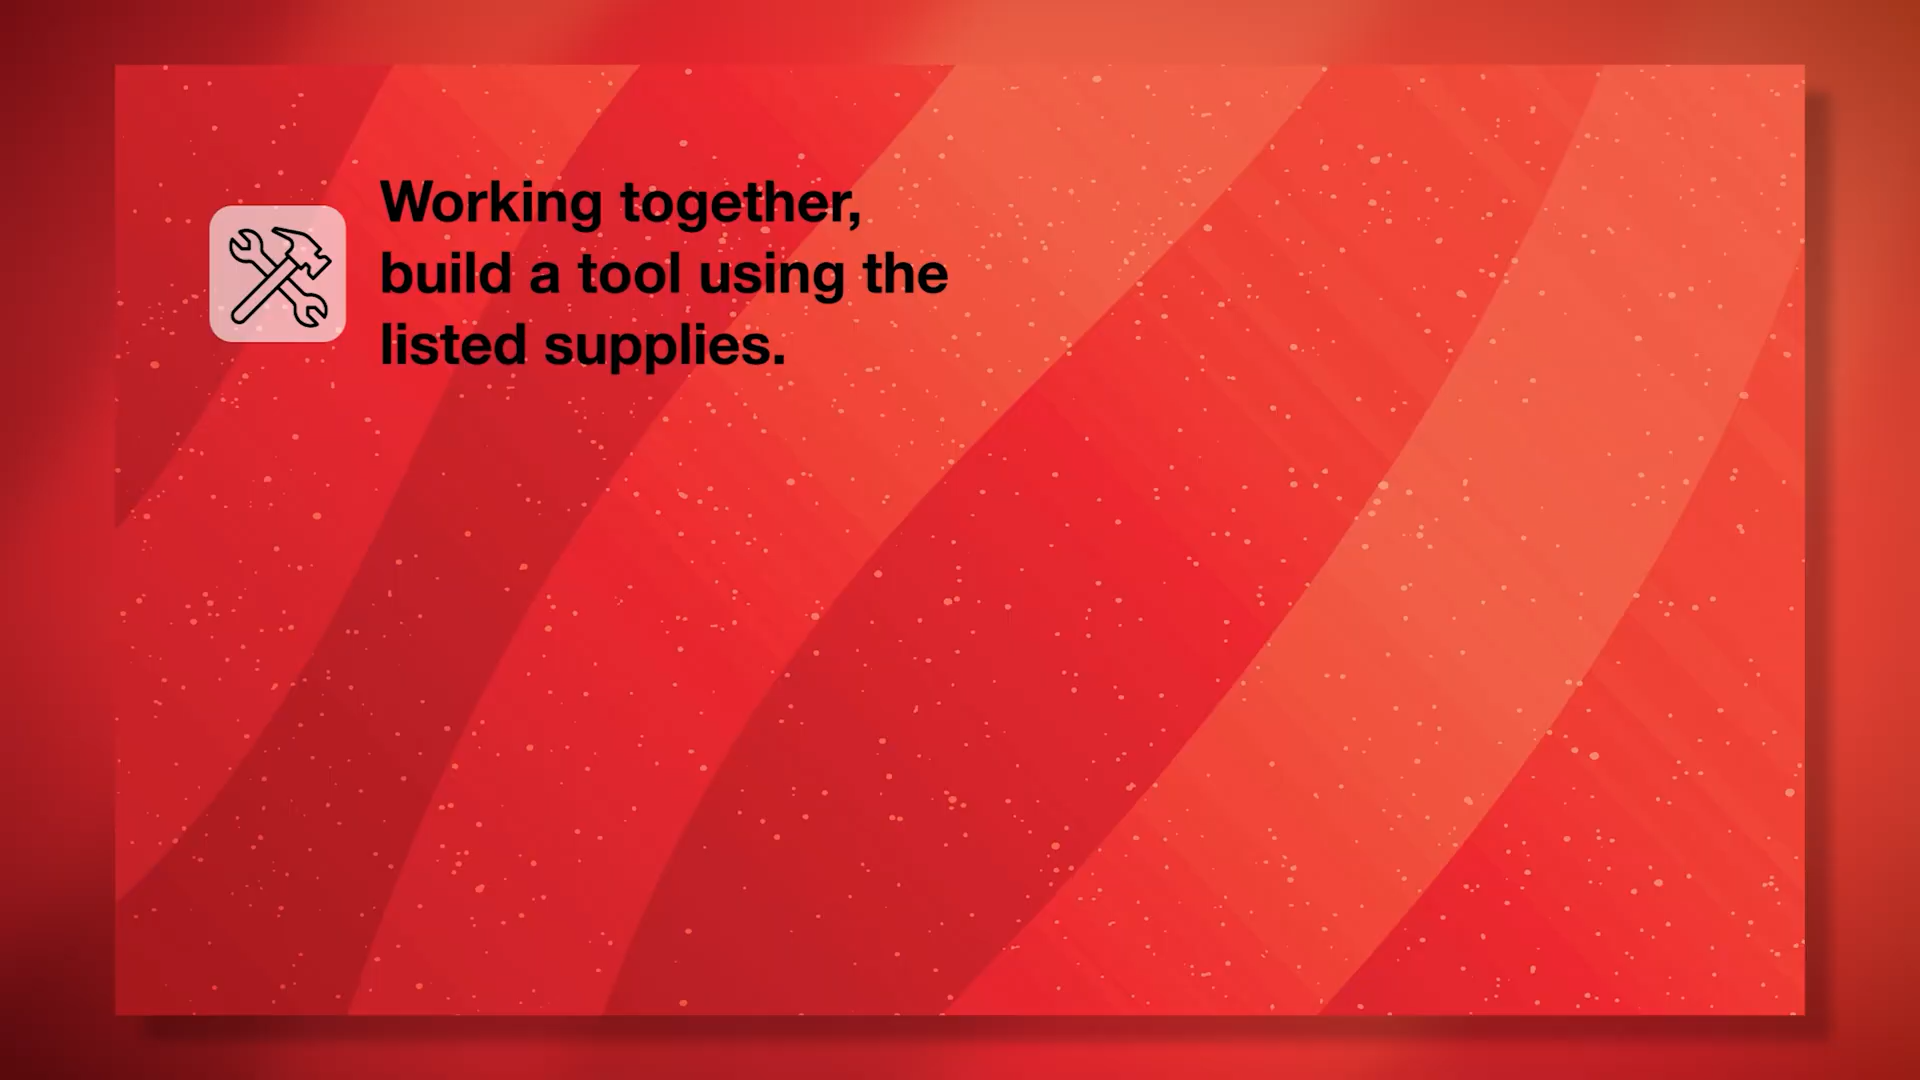 Working together,
build a tool using the
listed supplies.